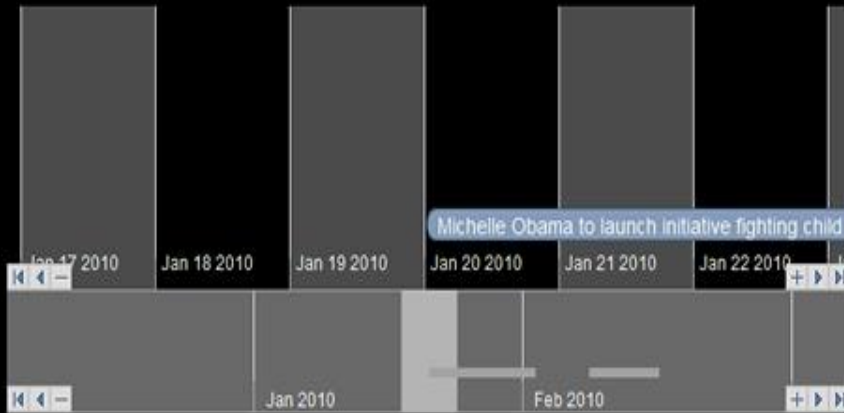 Michelle Obama to launch initiative fighting child
Jan 17 2010
Jan 18 2010
Jan 19 2010
Jan 20 2010
Jan 21 2010
Jan 22 2010
Jan 2010
Feb 2010